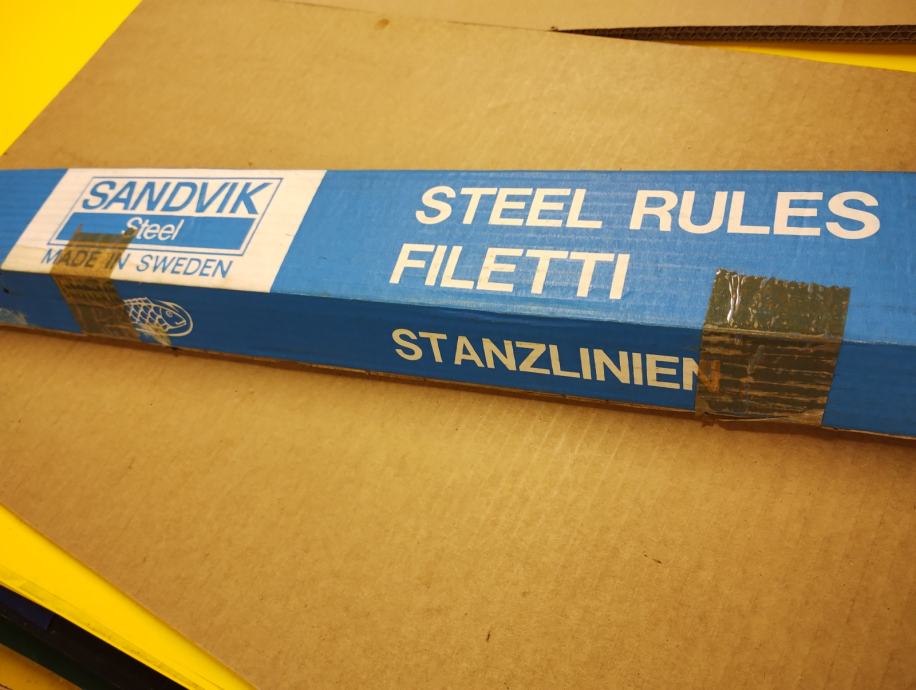 SANDVIK
Steel
MADE IN SWEDEN
STEEL RULES
FILETTI
STANZLINIEN